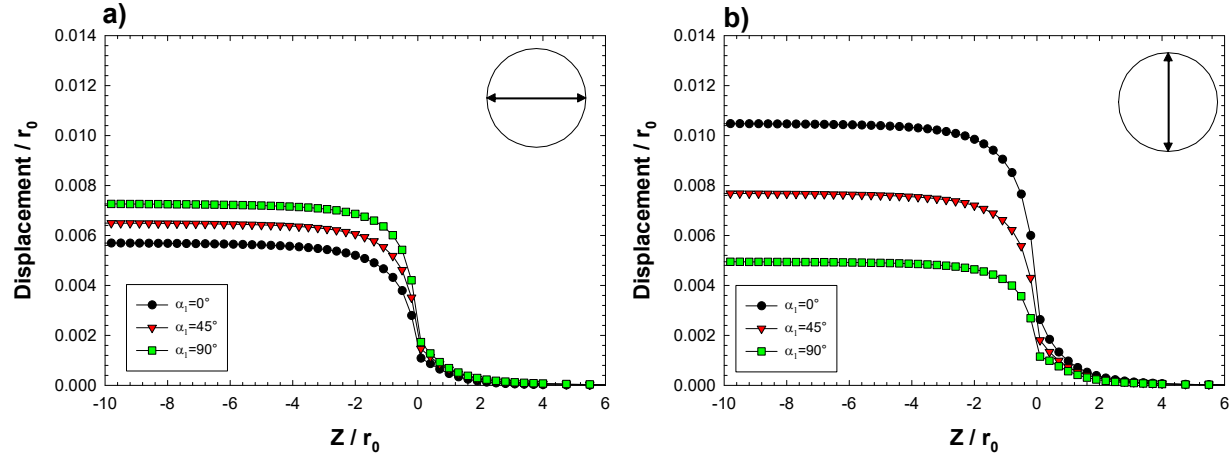 a)
Displacement / r₀
0.014
0.012
0.010
0.008
0.006
0.004
0.002
0.000
α₁=0°
α₁=45°
α₁=90°
-10 -8 -6 -4 -2 0 2 4 6
Z / r₀
b)
Displacement / r₀
0.014
0.012
0.010
0.008
0.006
0.004
0.002
0.000
α₁=0°
α₁=45°
α₁=90°
-10 -8 -6 -4 -2 0 2 4 6
Z / r₀